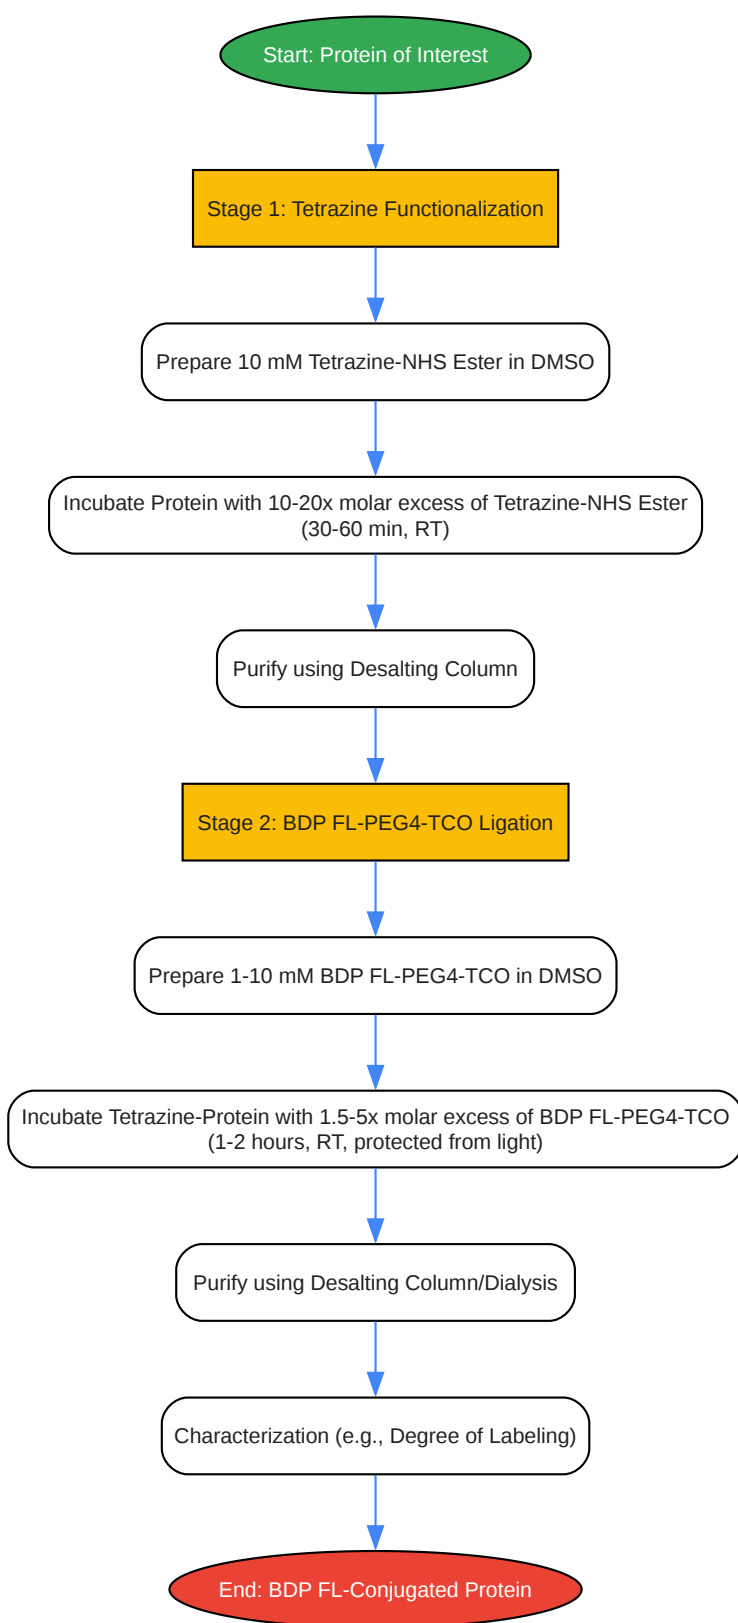 Start: Protein of Interest
Stage 1: Tetrazine Functionalization
Prepare 10 mM Tetrazine-NHS Ester in DMSO
Incubate Protein with 10-20x molar excess of Tetrazine-NHS Ester
(30-60 min, RT)
Purify using Desalting Column
Stage 2: BDP FL-PEG4-TCO Ligation
Prepare 1-10 mM BDP FL-PEG4-TCO in DMSO
Incubate Tetrazine-Protein with 1.5-5x molar excess of BDP FL-PEG4-TCO
(1-2 hours, RT, protected from light)
Purify using Desalting Column/Dialysis
Characterization (e.g., Degree of Labeling)
End: BDP FL-Conjugated Protein